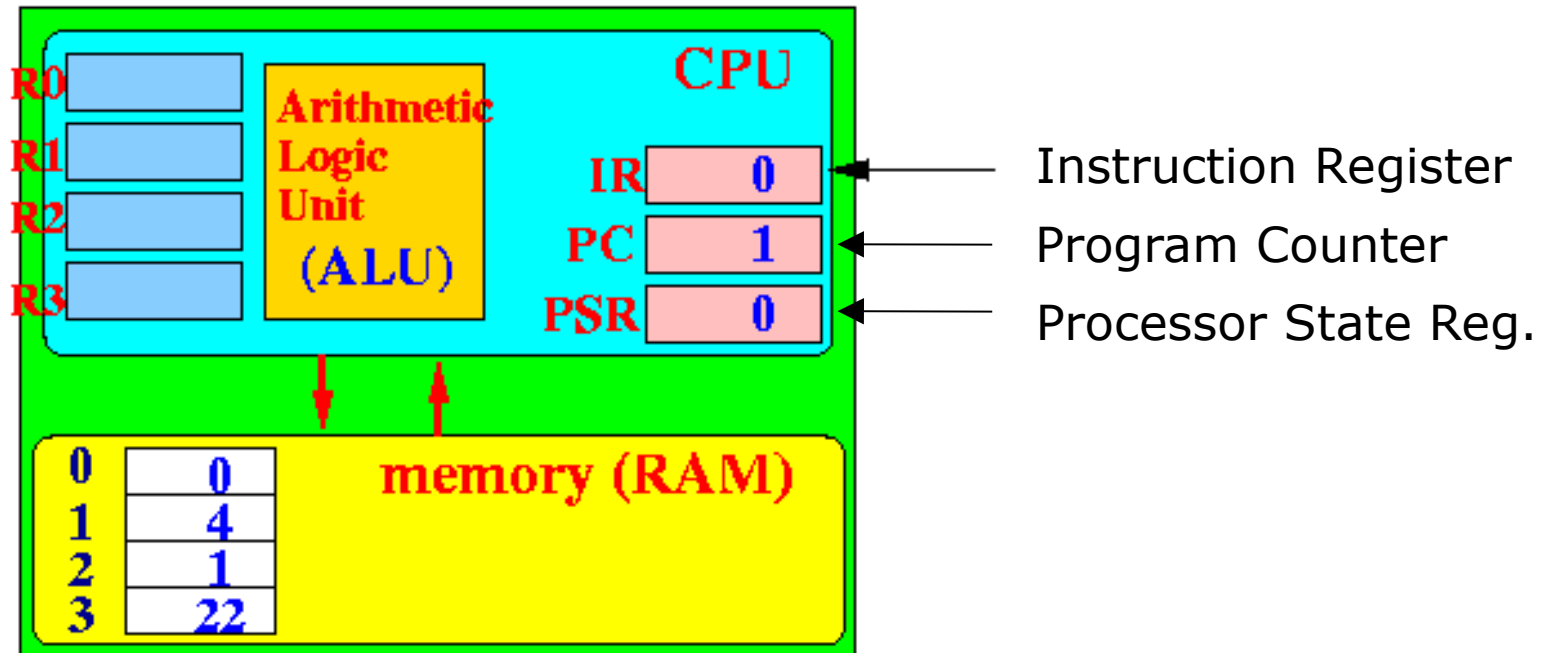 CPU
R0
R1
R2
R3
Arithmetic
Logic
Unit
(ALU)
IR 0
PC 1
PSR 0
Instruction Register
Program Counter
Processor State Reg.
memory (RAM)
0 0
1 4
2 1
3 22